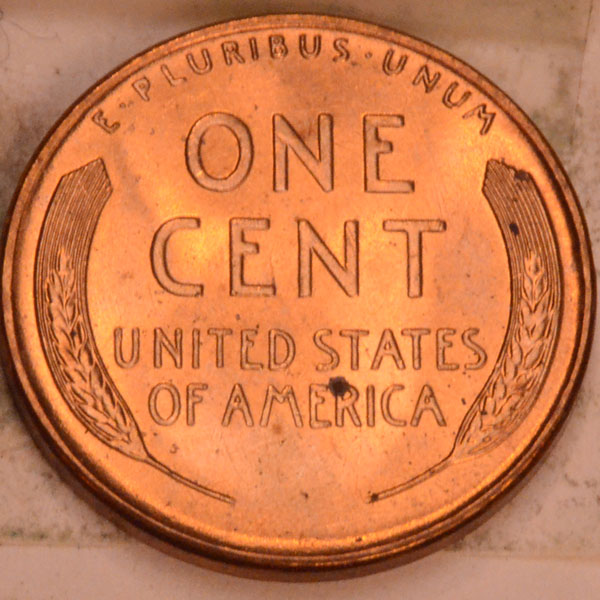 E·PLURIBUS·UNUM
ONE
CENT
UNITED STATES
OF AMERICA